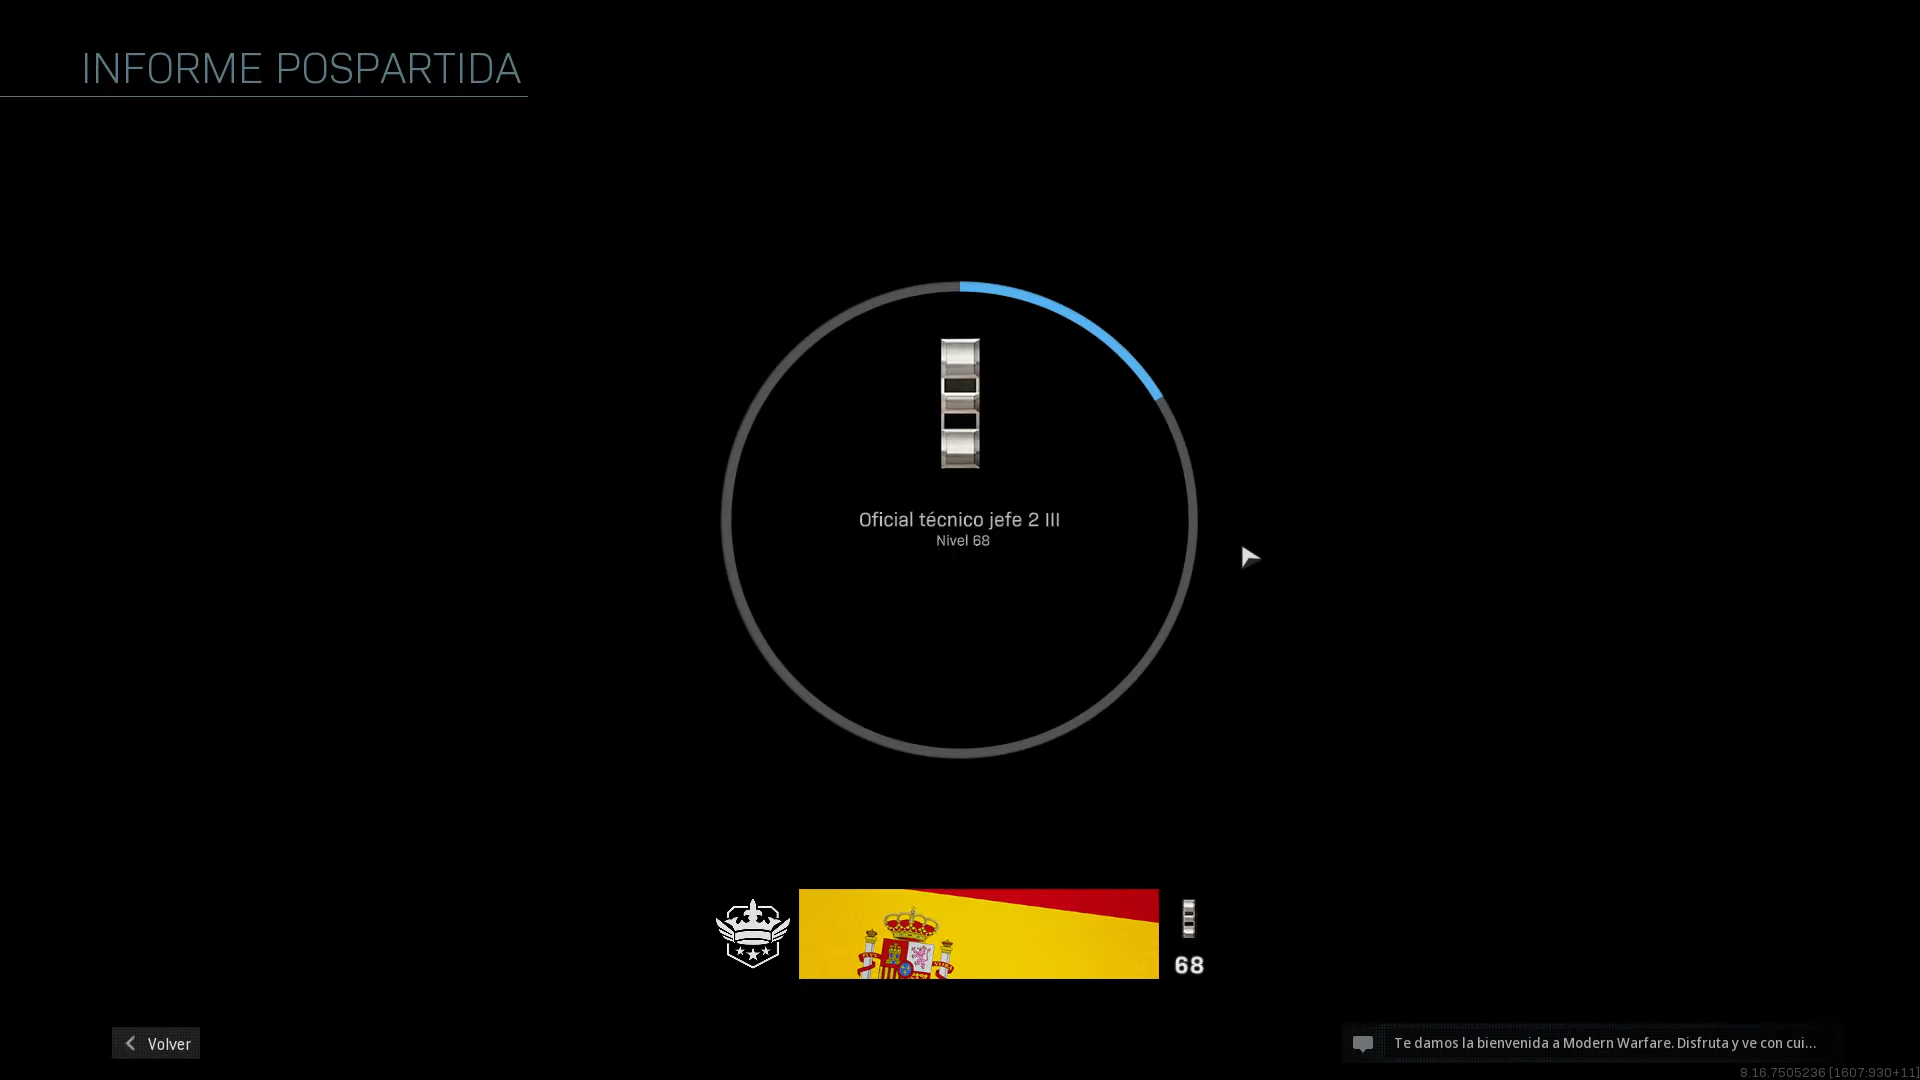 INFORME POSPARTIDA
Oficial técnico jefe 2 III
Nivel 68
68
Volver
Te damos la bienvenida a Modern Warfare. Disfruta y ve con cui...
8.16.7505236 [1607:930+11]